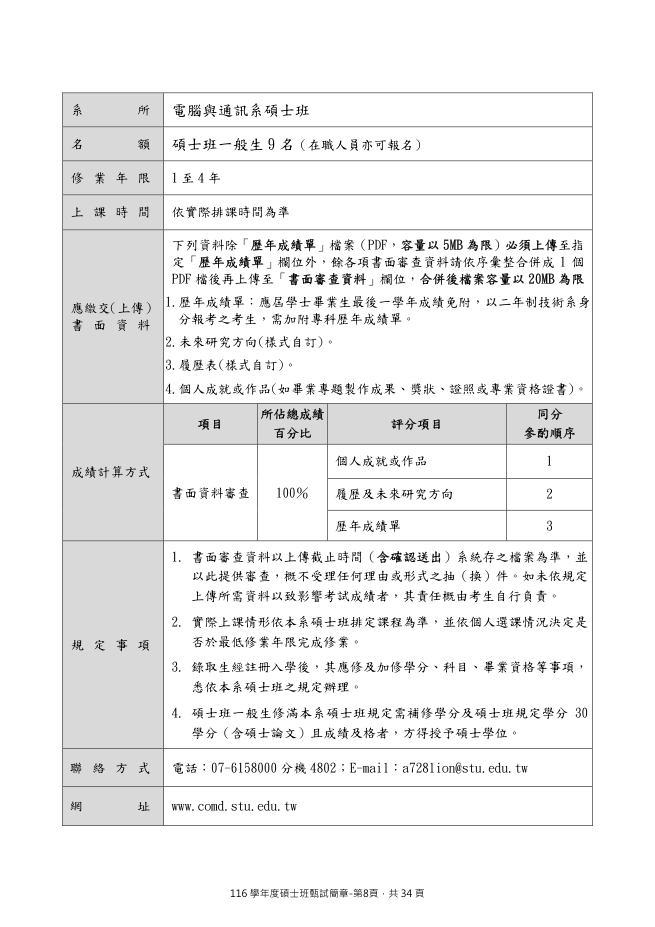 系所 電腦與通訊系碩士班
名額 碩士班一般生 9 名（在職人員亦可報名）
修業年限 1 至 4 年
上課時間 依實際排課時間為準
應繳交(上傳)
書面資料
下列資料除「歷年成績單」檔案（PDF，容量以 5MB 為限）必須上傳至指
定「歷年成績單」欄位外，餘各項書面審查資料請依序彙整合併成 1 個
PDF 檔後再上傳至「書面審查資料」欄位，合併後檔案容量以 20MB 為限
1.歷年成績單：應屆學士畢業生最後一學年成績免附，以二年制技術系身
分報考之考生，需加附專科歷年成績單。
2.未來研究方向(樣式自訂)。
3.履歷表(樣式自訂)。
4.個人成就或作品(如畢業專題製作成果、獎狀、證照或專業資格證書)。
成績計算方式
項目
所佔總成績
百分比
評分項目
同分
參酌順序
書面資料審查 100%
個人成就或作品 1
履歷及未來研究方向 2
歷年成績單 3
規定事項
1. 書面審查資料以上傳截止時間（含確認送出）系統存之檔案為準，並
以此提供審查，概不受理任何理由或形式之抽（換）件。如未依規定
上傳所需資料以致影響考試成績者，其責任概由考生自行負責。
2. 實際上課情形依本系碩士班排定課程為準，並依個人選課情況決定是
否於最低修業年限完成修業。
3. 錄取生經註冊入學後，其應修及加修學分、科目、畢業資格等事項，
悉依本系碩士班之規定辦理。
4. 碩士班一般生修滿本系碩士班規定需補修學分及碩士班規定學分 30
學分（含碩士論文）且成績及格者，方得授予碩士學位。
聯絡方式 電話：07-6158000 分機 4802；E-mail：a728lion@stu.edu.tw
網址 www.comd.stu.edu.tw
116 學年度碩士班甄試簡章-第8頁，共 34 頁